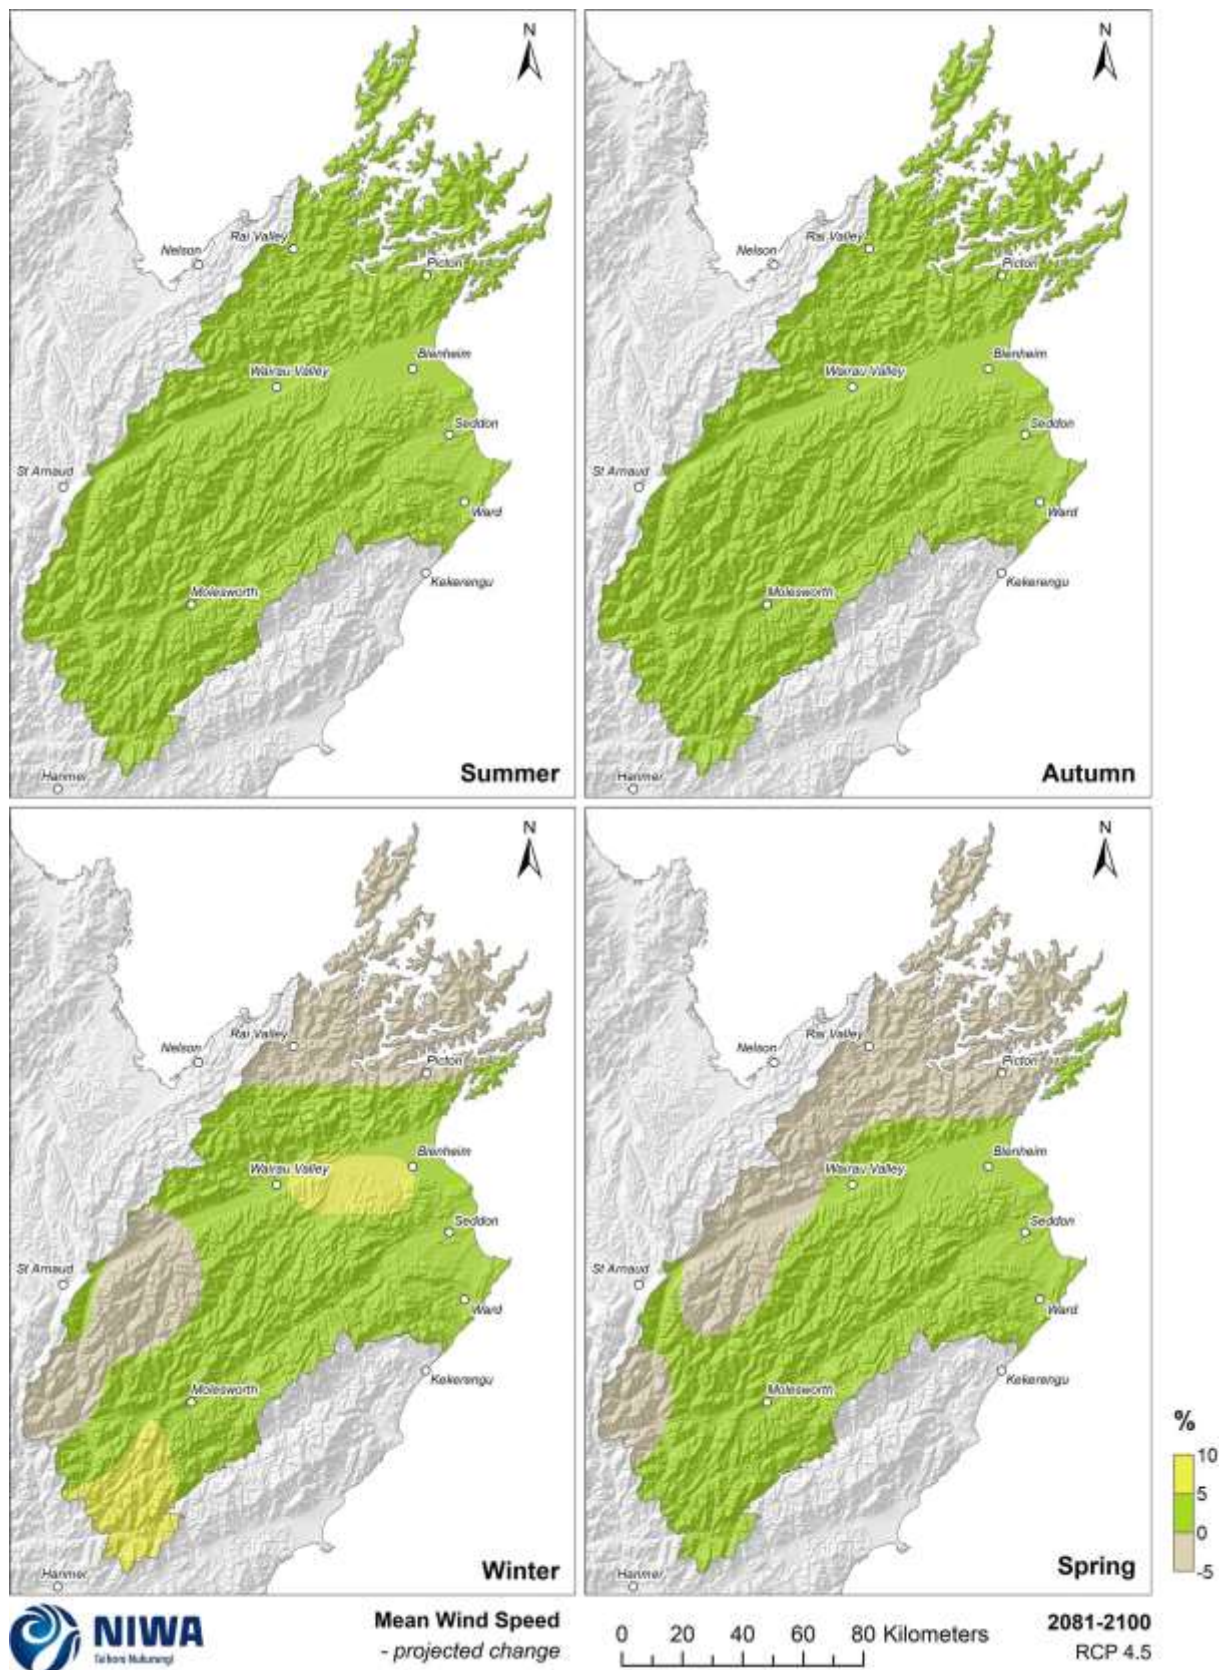 N
Rai Valley
Nelson
Picton
Blenheim
Wairau Valley
Seddon
St Arnaud
Ward
Kekerengu
Molesworth
Hanmer
Summer
N
Rai Valley
Nelson
Picton
Blenheim
Wairau Valley
Seddon
St Arnaud
Ward
Kekerengu
Molesworth
Hanmer
Autumn
N
Rai Valley
Nelson
Picton
Blenheim
Wairau Valley
Seddon
St Arnaud
Ward
Kekerengu
Molesworth
Hanmer
Winter
N
Rai Valley
Nelson
Picton
Blenheim
Wairau Valley
Seddon
St Arnaud
Ward
Kekerengu
Molesworth
Hanmer
Spring
%
10
5
0
-5
NIWA
Taihoro Nukurangi
Mean Wind Speed
- projected change
0 20 40 60 80 Kilometers
2081-2100
RCP 4.5